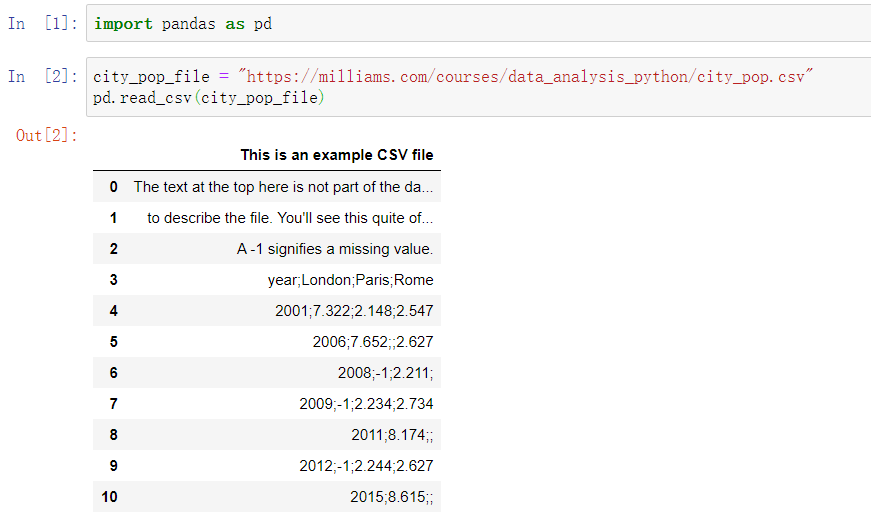 In [1]: import pandas as pd
In [2]: city_pop_file = "https://milliams.com/courses/data_analysis_python/city_pop.csv"
pd.read_csv(city_pop_file)
Out[2]:
This is an example CSV file
0 The text at the top here is not part of the da...
1 to describe the file. You'll see this quite of...
2 A -1 signifies a missing value.
3 year;London;Paris;Rome
4 2001;7.322;2.148;2.547
5 2006;7.652;;2.627
6 2008;-1;2.211;
7 2009;-1;2.234;2.734
8 2011;8.174;;
9 2012;-1;2.244;2.627
10 2015;8.615;;